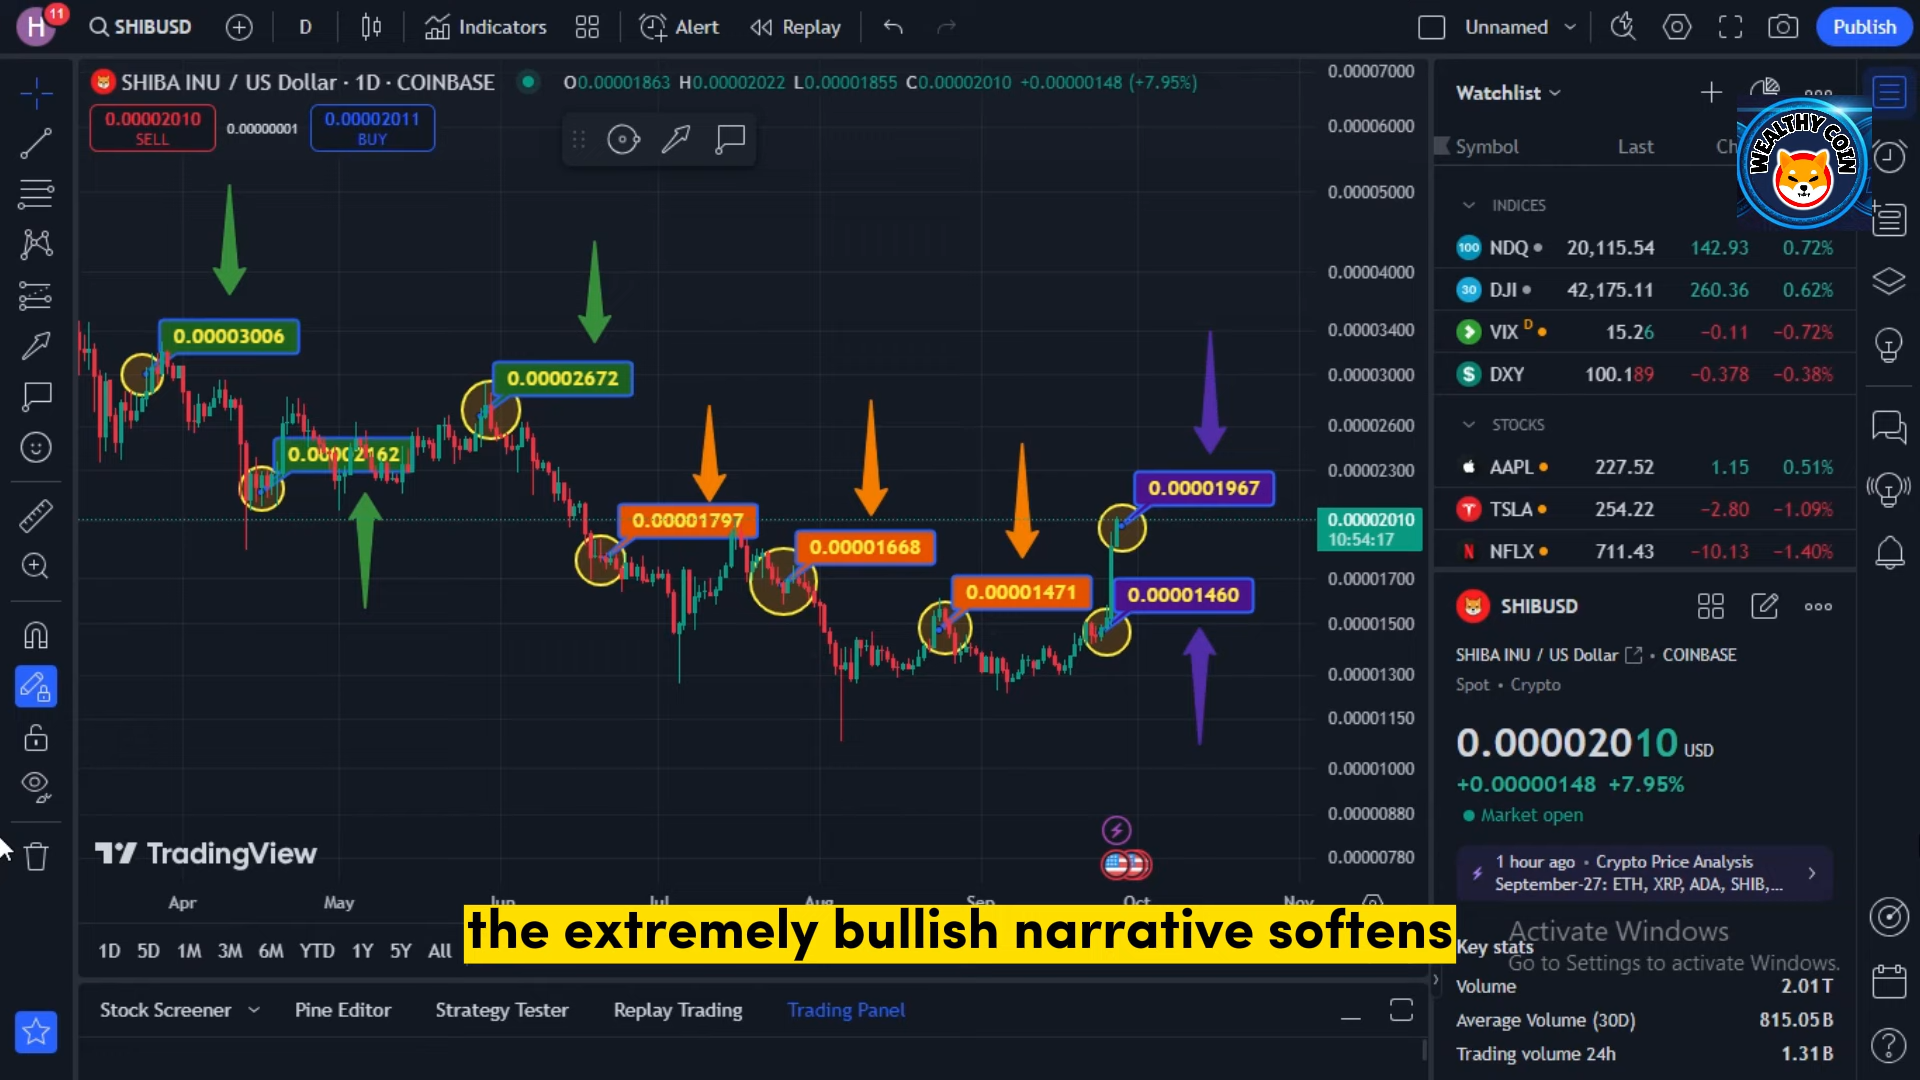 H
11
SHIBUSD
D
Indicators
Alert
Replay
Unnamed
Publish
SHIBA INU / US Dollar · 1D · COINBASE
O0.00001863 H0.00002022 L0.00001855 C0.00002010 +0.00000148 (+7.95%)
0.00002010
SELL
0.00000001
0.00002011
BUY
0.00003006
0.00002672
0.00002162
0.00001797
0.00001668
0.00001471
0.00001967
0.00001460
0.00007000
0.00006000
0.00005000
0.00004000
0.00003400
0.00003000
0.00002600
0.00002300
0.00002010
10:54:17
0.00001700
0.00001500
0.00001300
0.00001150
0.00001000
0.00000880
0.00000780
TradingView
Apr May Jun Jul Aug Sep Oct Nov
the extremely bullish narrative softens
1D 5D 1M 3M 6M YTD 1Y 5Y All
Stock Screener Pine Editor Strategy Tester Replay Trading Trading Panel
Watchlist
WEALTHY COIN
Symbol Last Ch
INDICES
100 NDQ 20,115.54 142.93 0.72%
30 DJI 42,175.11 260.36 0.62%
VIX D 15.26 −0.11 −0.72%
S DXY 100.189 −0.378 −0.38%
STOCKS
AAPL 227.52 1.15 0.51%
TSLA 254.22 −2.80 −1.09%
N NFLX 711.43 −10.13 −1.40%
SHIBUSD
SHIBA INU / US Dollar · COINBASE
Spot • Crypto
0.00002010 USD
+0.00000148 +7.95%
Market open
1 hour ago • Crypto Price Analysis
September-27: ETH, XRP, ADA, SHIB,...
Activate Windows
Key stats
Go to Settings to activate Windows.
Volume 2.01T
Average Volume (30D) 815.05B
Trading volume 24h 1.31B